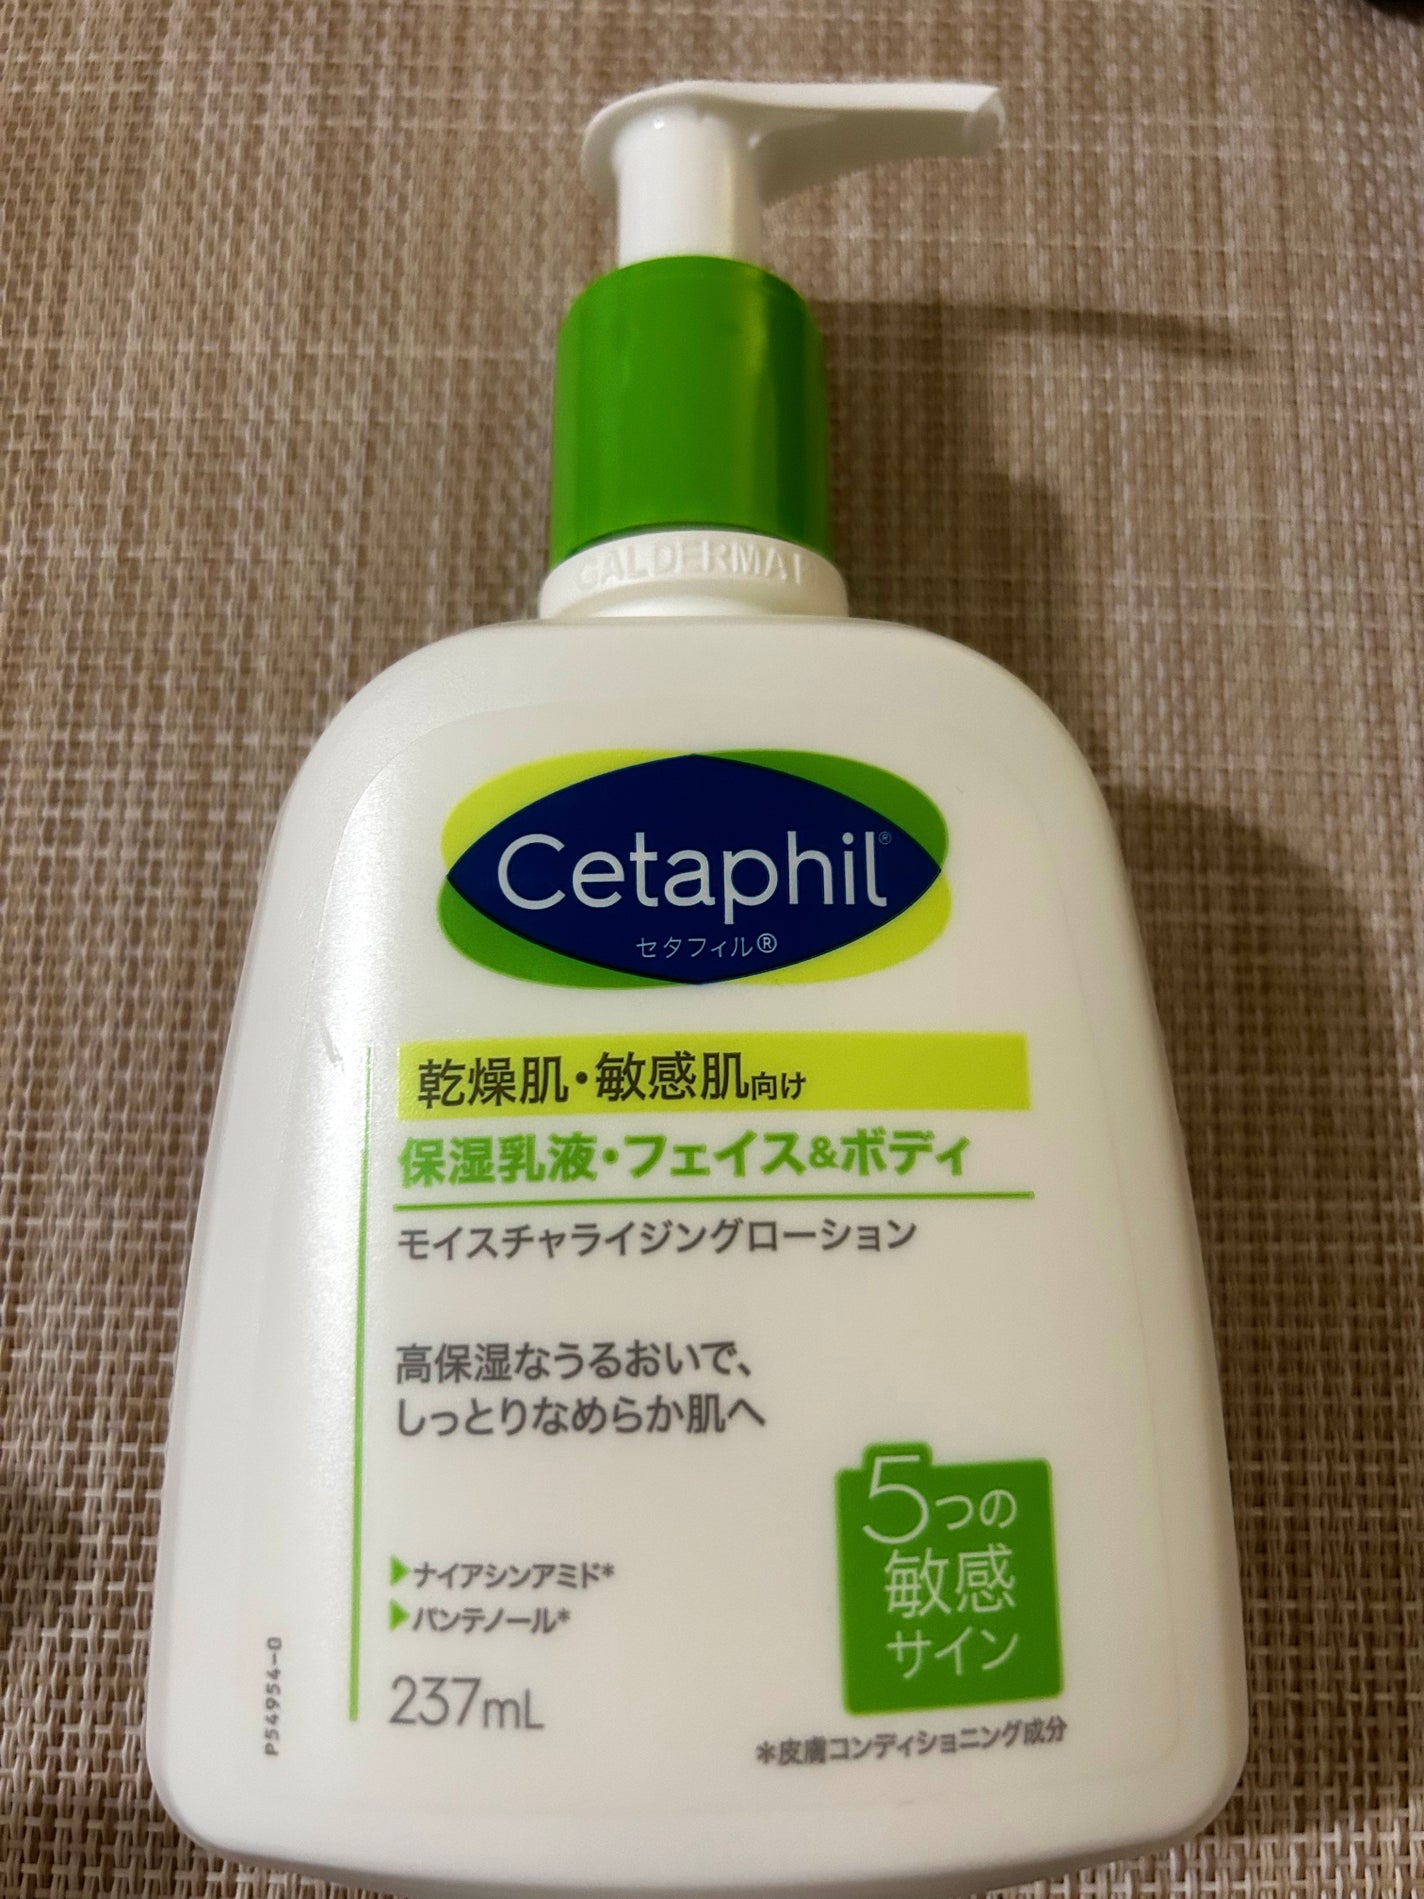 GALDERMA
Cetaphil®
セタフィル®
乾燥肌・敏感肌向け
保湿乳液・フェイス&ボディ
モイスチャライジングローション
高保湿なうるおいで、
しっとりなめらか肌へ
5つの
敏感
サイン
ナイアシンアミド*
パンテノール*
237mL
*皮膚コンディショニング成分
P54954-0